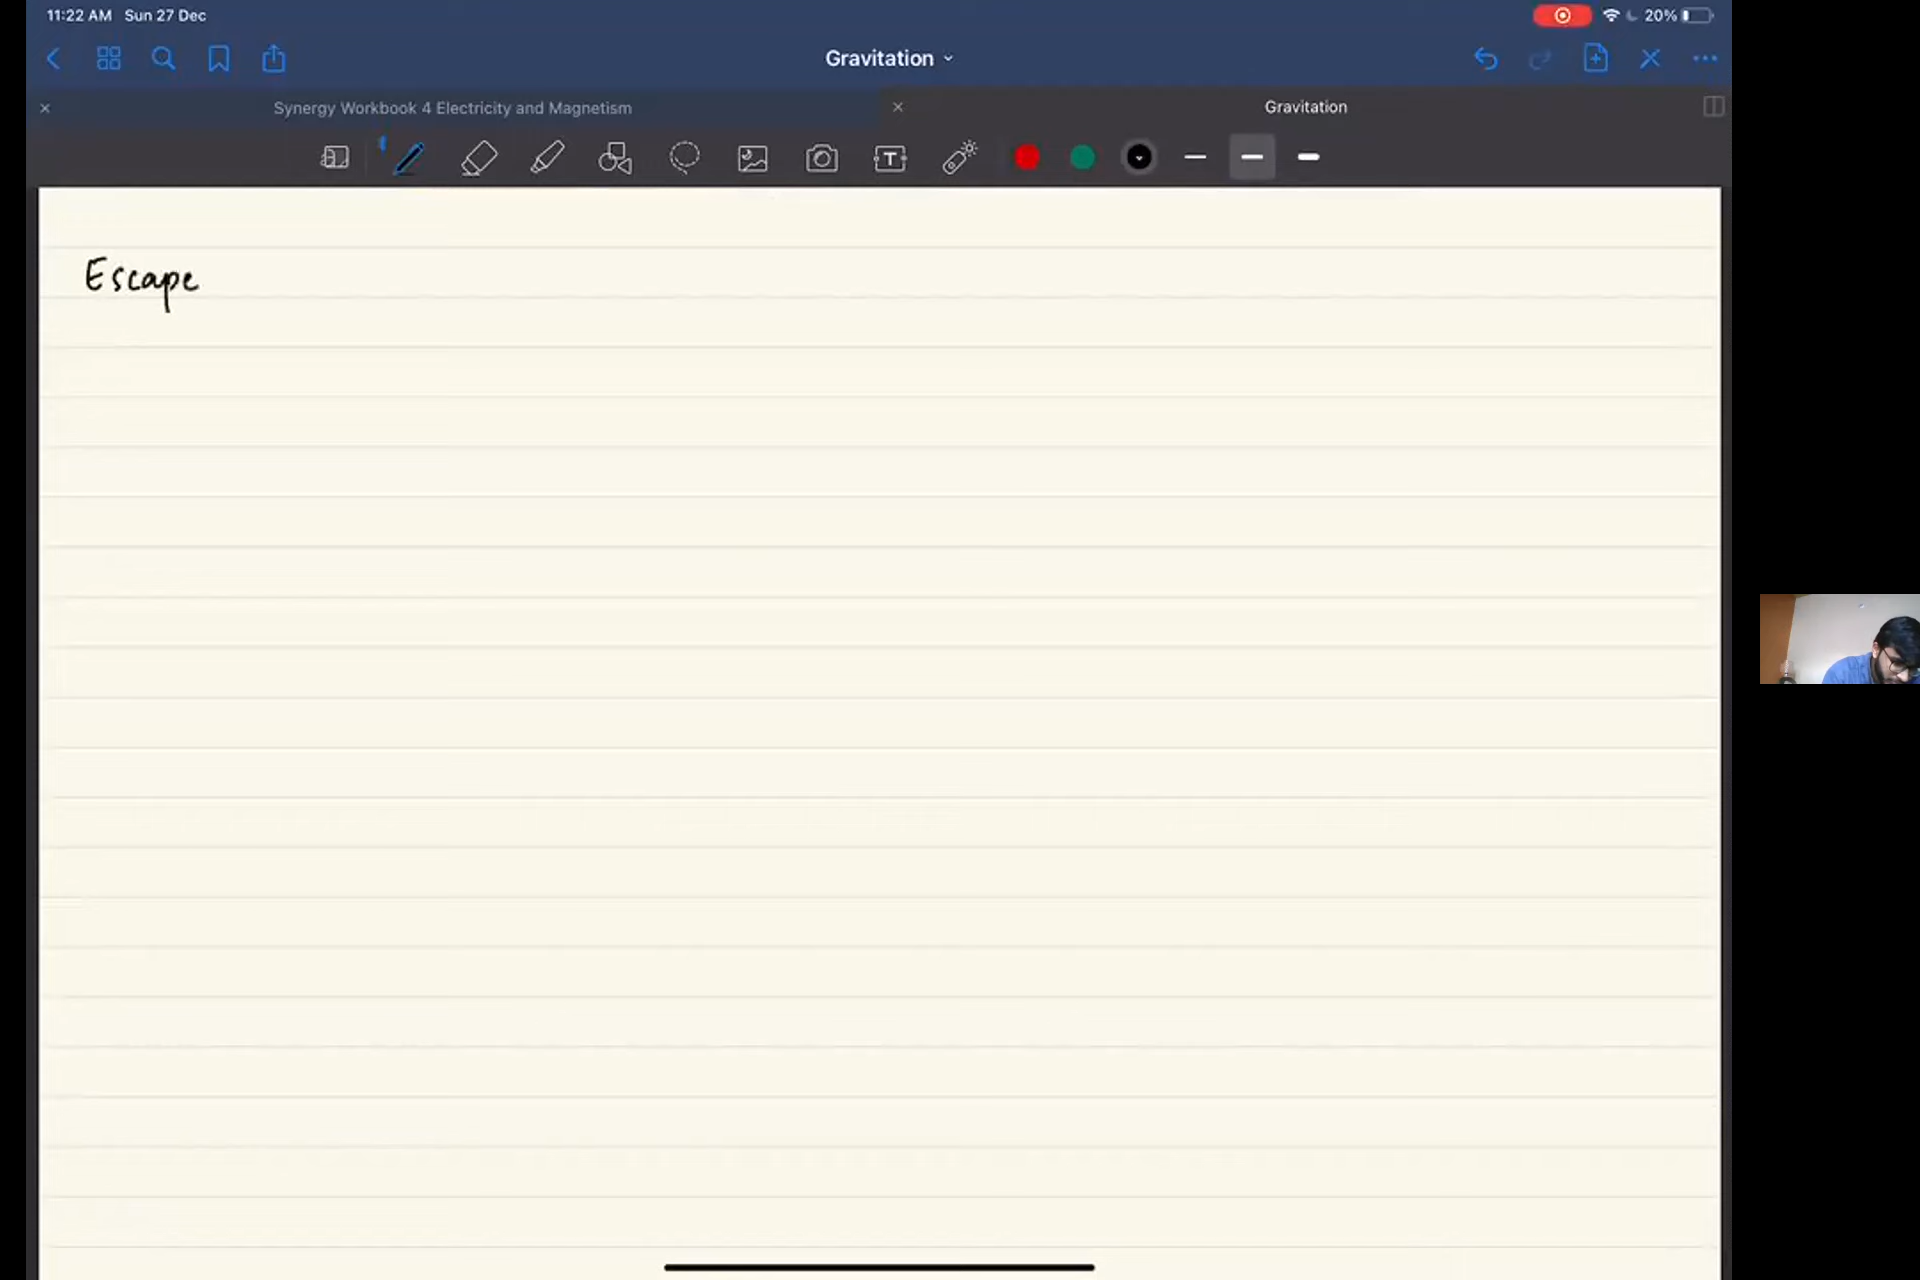 11:22 AM Sun 27 Dec
20%
Gravitation
Synergy Workbook 4 Electricity and Magnetism
Gravitation
T
Escape